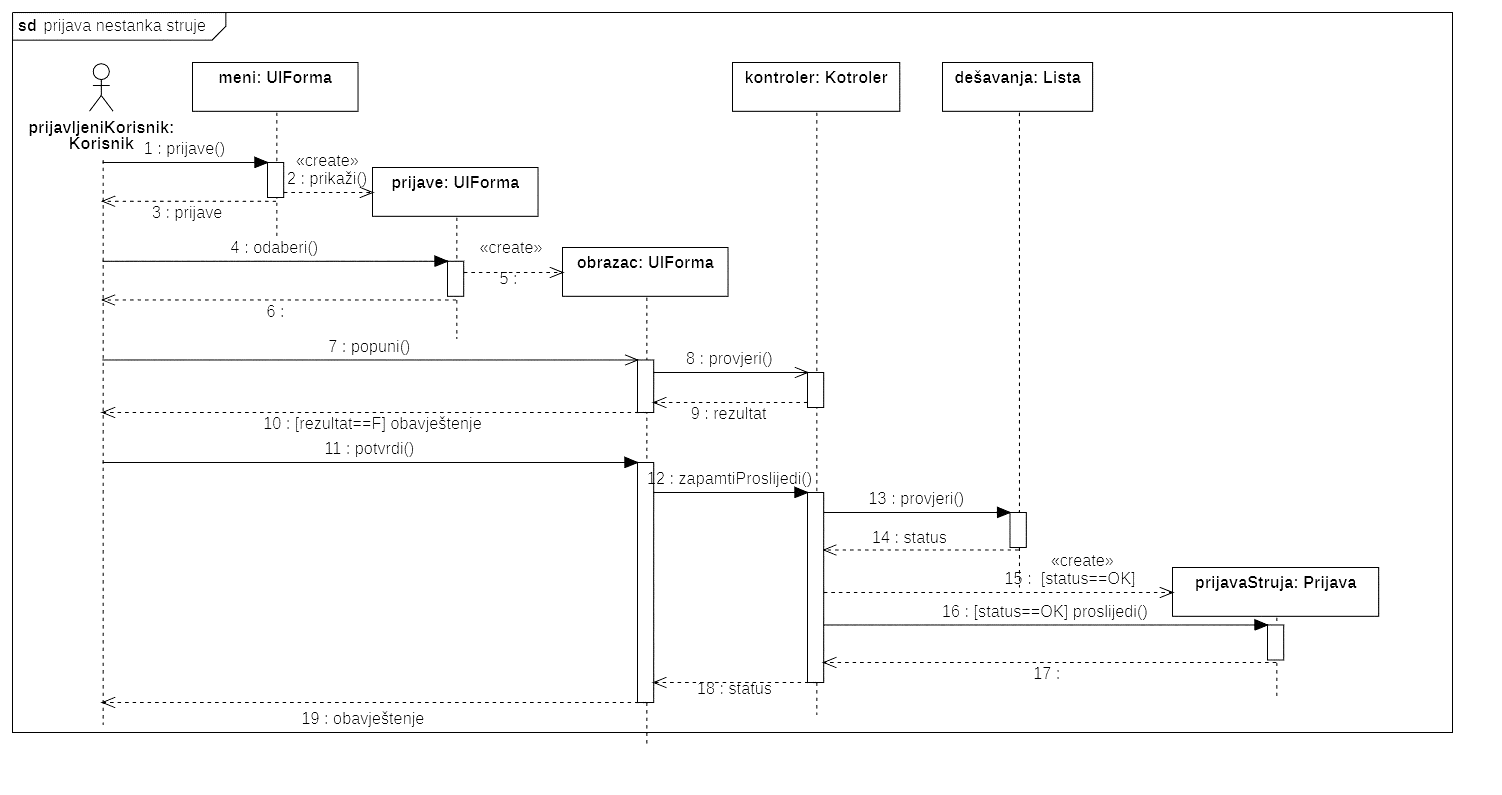 sd prijava nestanka struje
meni: UIForma
kontroler: Kotroler
dešavanja: Lista
prijavljeniKorisnik:
Korisnik
1 : prijave()
«create»
2 : prikaži()
prijave: UIForma
3 : prijave
4 : odaberi()
«create»
5 :
obrazac: UIForma
6 :
7 : popuni()
8 : provjeri()
9 : rezultat
10 : [rezultat==F] obavještenje
11 : potvrdi()
12 : zapamtiProslijedi()
13 : provjeri()
14 : status
«create»
15 : [status==OK]
prijavaStruja: Prijava
16 : [status==OK] proslijedi()
17 :
18 : status
19 : obavještenje